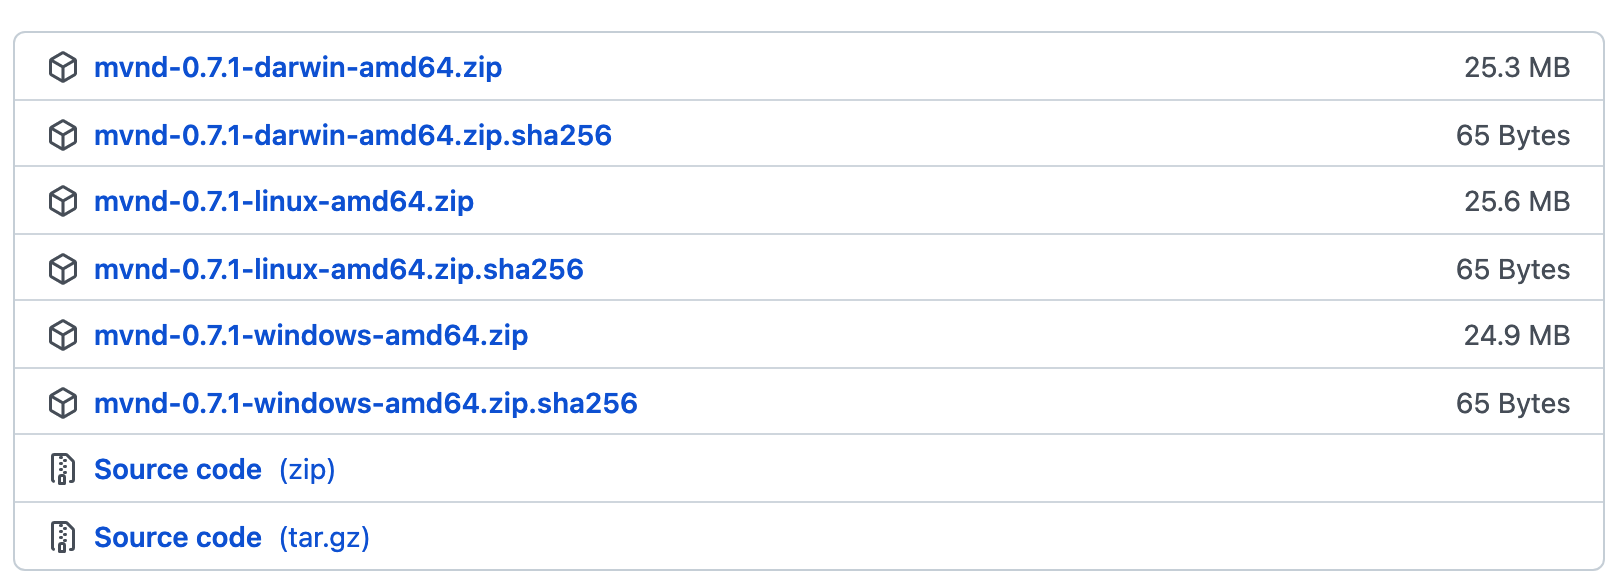 mvnd-0.7.1-darwin-amd64.zip 25.3 MB
mvnd-0.7.1-darwin-amd64.zip.sha256 65 Bytes
mvnd-0.7.1-linux-amd64.zip 25.6 MB
mvnd-0.7.1-linux-amd64.zip.sha256 65 Bytes
mvnd-0.7.1-windows-amd64.zip 24.9 MB
mvnd-0.7.1-windows-amd64.zip.sha256 65 Bytes
Source code (zip)
Source code (tar.gz)